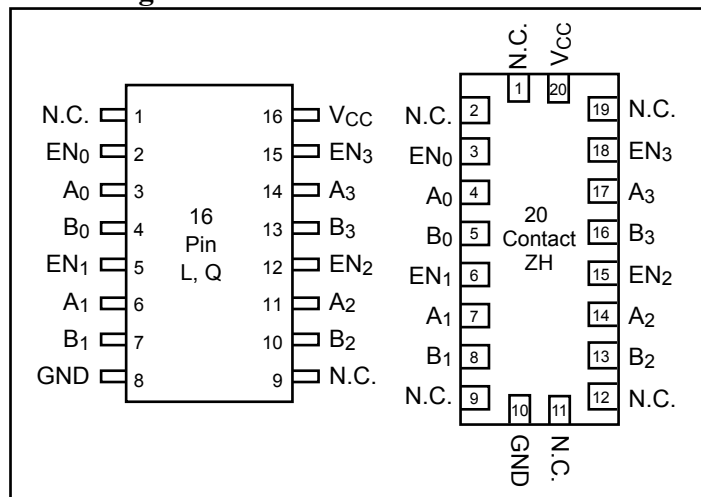 N.C. 1 16 VCC
EN0 2 15 EN3
A0 3 14 A3
B0 4 13 B3
EN1 5 12 EN2
A1 6 11 A2
B1 7 10 B2
GND 8 9 N.C.
16
Pin
L, Q
N.C. VCC
1 20
N.C. 2 19 N.C.
EN0 3 18 EN3
A0 4 17 A3
B0 5 16 B3
EN1 6 15 EN2
A1 7 14 A2
B1 8 13 B2
N.C. 9 12 N.C.
10 11
GND N.C.
20
Contact
ZH